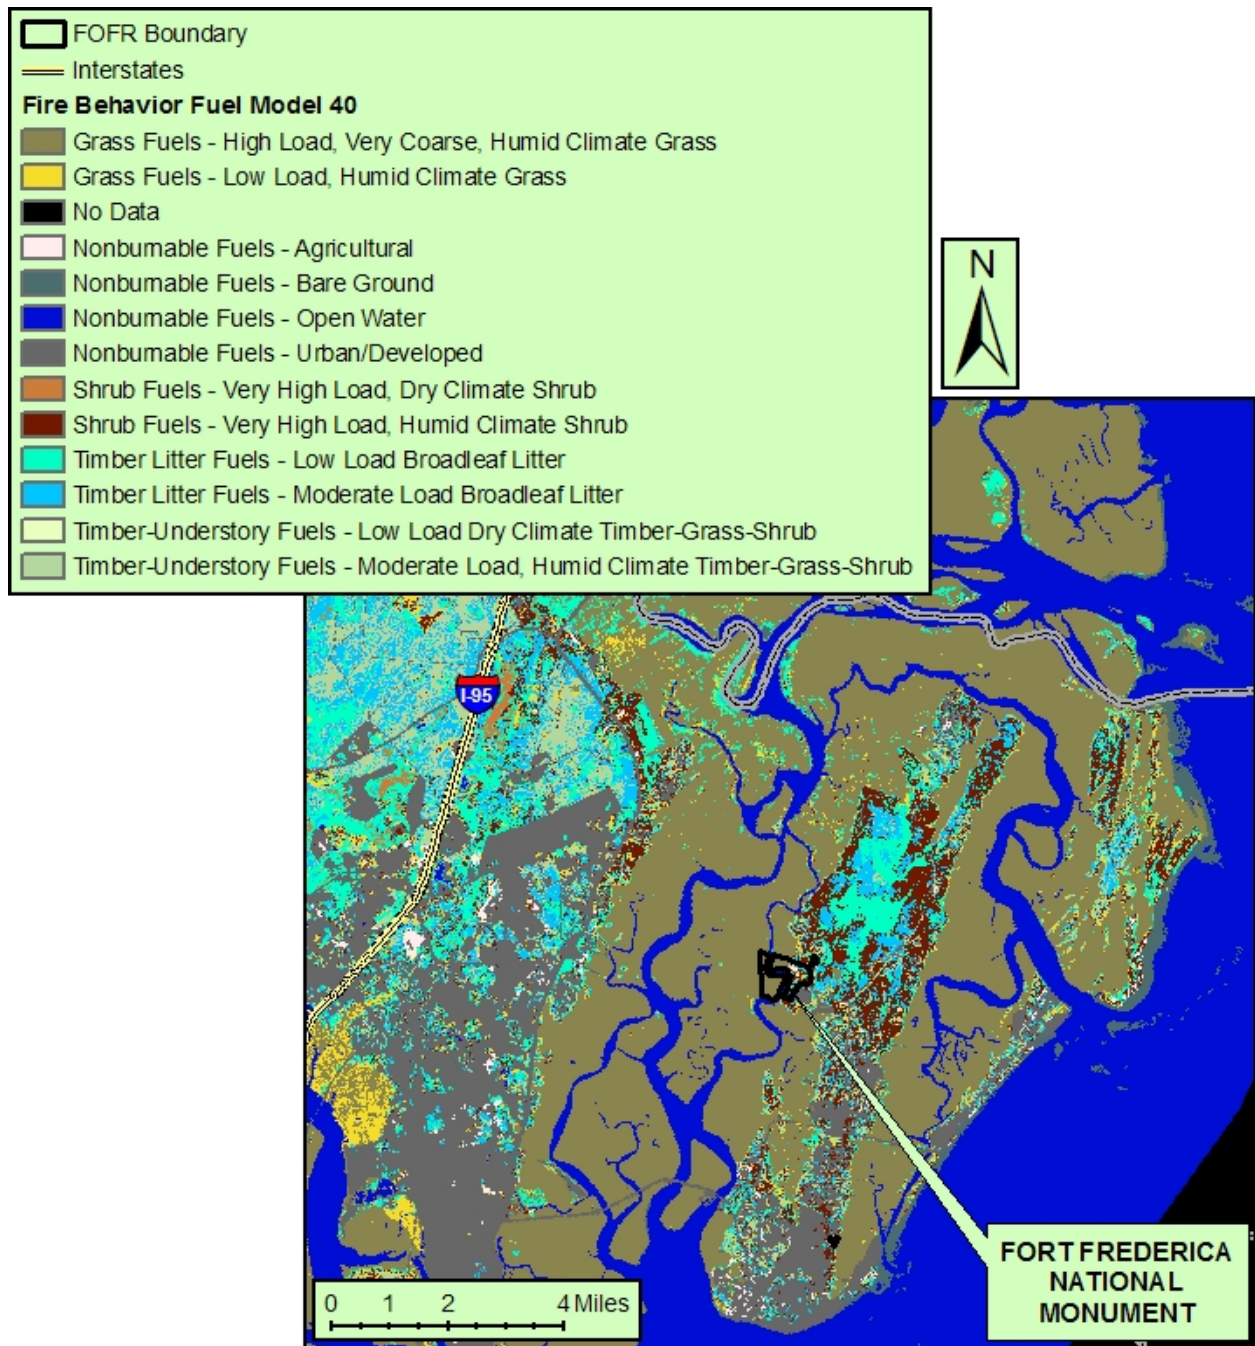 FOFR Boundary
Interstates
Fire Behavior Fuel Model 40
Grass Fuels - High Load, Very Coarse, Humid Climate Grass
Grass Fuels - Low Load, Humid Climate Grass
No Data
Nonburnable Fuels - Agricultural
Nonburnable Fuels - Bare Ground
Nonburnable Fuels - Open Water
Nonburnable Fuels - Urban/Developed
Shrub Fuels - Very High Load, Dry Climate Shrub
Shrub Fuels - Very High Load, Humid Climate Shrub
Timber Litter Fuels - Low Load Broadleaf Litter
Timber Litter Fuels - Moderate Load Broadleaf Litter
Timber-Understory Fuels - Low Load Dry Climate Timber-Grass-Shrub
Timber-Understory Fuels - Moderate Load, Humid Climate Timber-Grass-Shrub
N
I-95
FORT FREDERICA
NATIONAL
MONUMENT
0 1 2 4 Miles